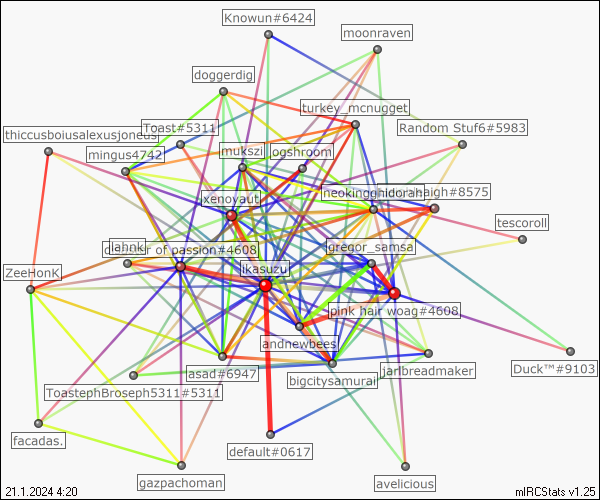 Knowun#6424
moonraven
doggerdig
turkey_mcnugget
thiccusboiusalexusjoneus
Toast#5311
Random Stuf6#5983
mingus4742
mukszi
ogshroom
xenoyaut
neokingghidorah
haigh#8575
tescoroll
jahnkl
of passion#4608
gregor_samsa
ZeeHonK
ikasuzu
pink hair woag#4608
andnewbees
asad#6947
bigcitysamurai
jarlbreadmaker
Duck™#9103
ToastephBroseph5311#5311
facadas.
default#0617
gazpachoman
avelicious
21.1.2024 4:20
mIRCStats v1.25